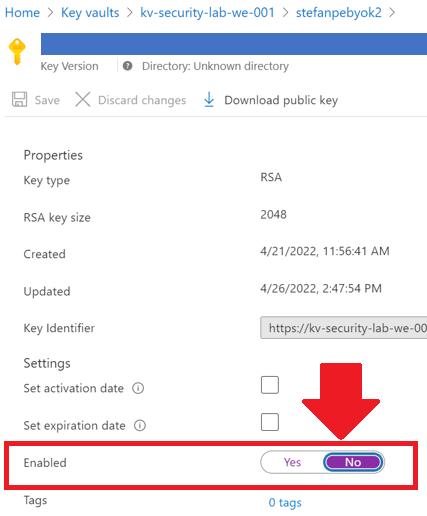 Home > Key vaults > kv-security-lab-we-001 > stefanpebyok2 >
Key Version ? Directory: Unknown directory
Save Discard changes Download public key
Properties
Key type RSA
RSA key size 2048
Created 4/21/2022, 11:56:41 AM
Updated 4/26/2022, 2:47:54 PM
Key Identifier https://kv-security-lab-we-00
Settings
Set activation date i
Set expiration date i
Enabled Yes No
Tags 0 tags